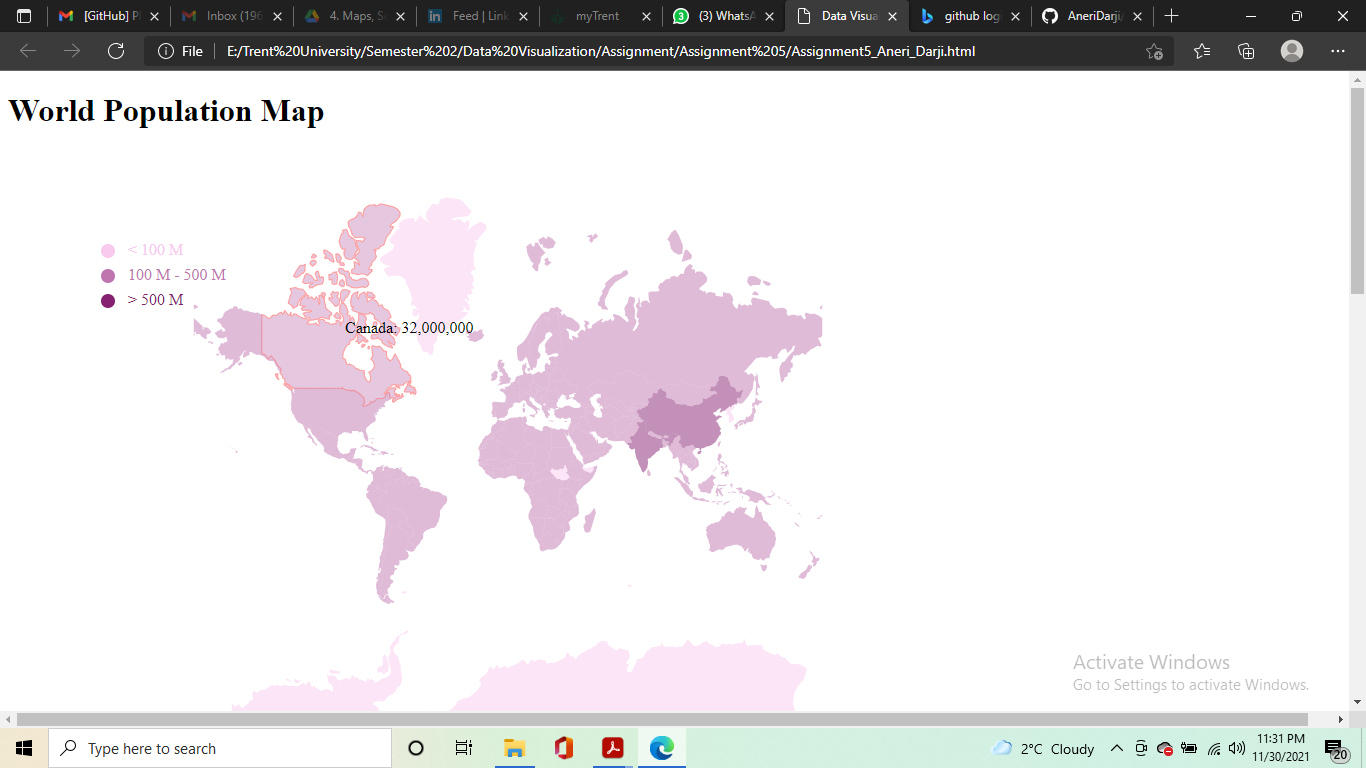 [GitHub] Pl
Inbox (196
4. Maps, Sc
Feed | Link
myTrent
(3) WhatsA
Data Visua
github log
AneriDarji/
File
E:/Trent%20University/Semester%202/Data%20Visualization/Assignment/Assignment%205/Assignment5_Aneri_Darji.html
World Population Map
< 100 M
100 M - 500 M
> 500 M
Canada: 32,000,000
Activate Windows
Go to Settings to activate Windows.
Type here to search
2°C Cloudy
11:31 PM
11/30/2021
20